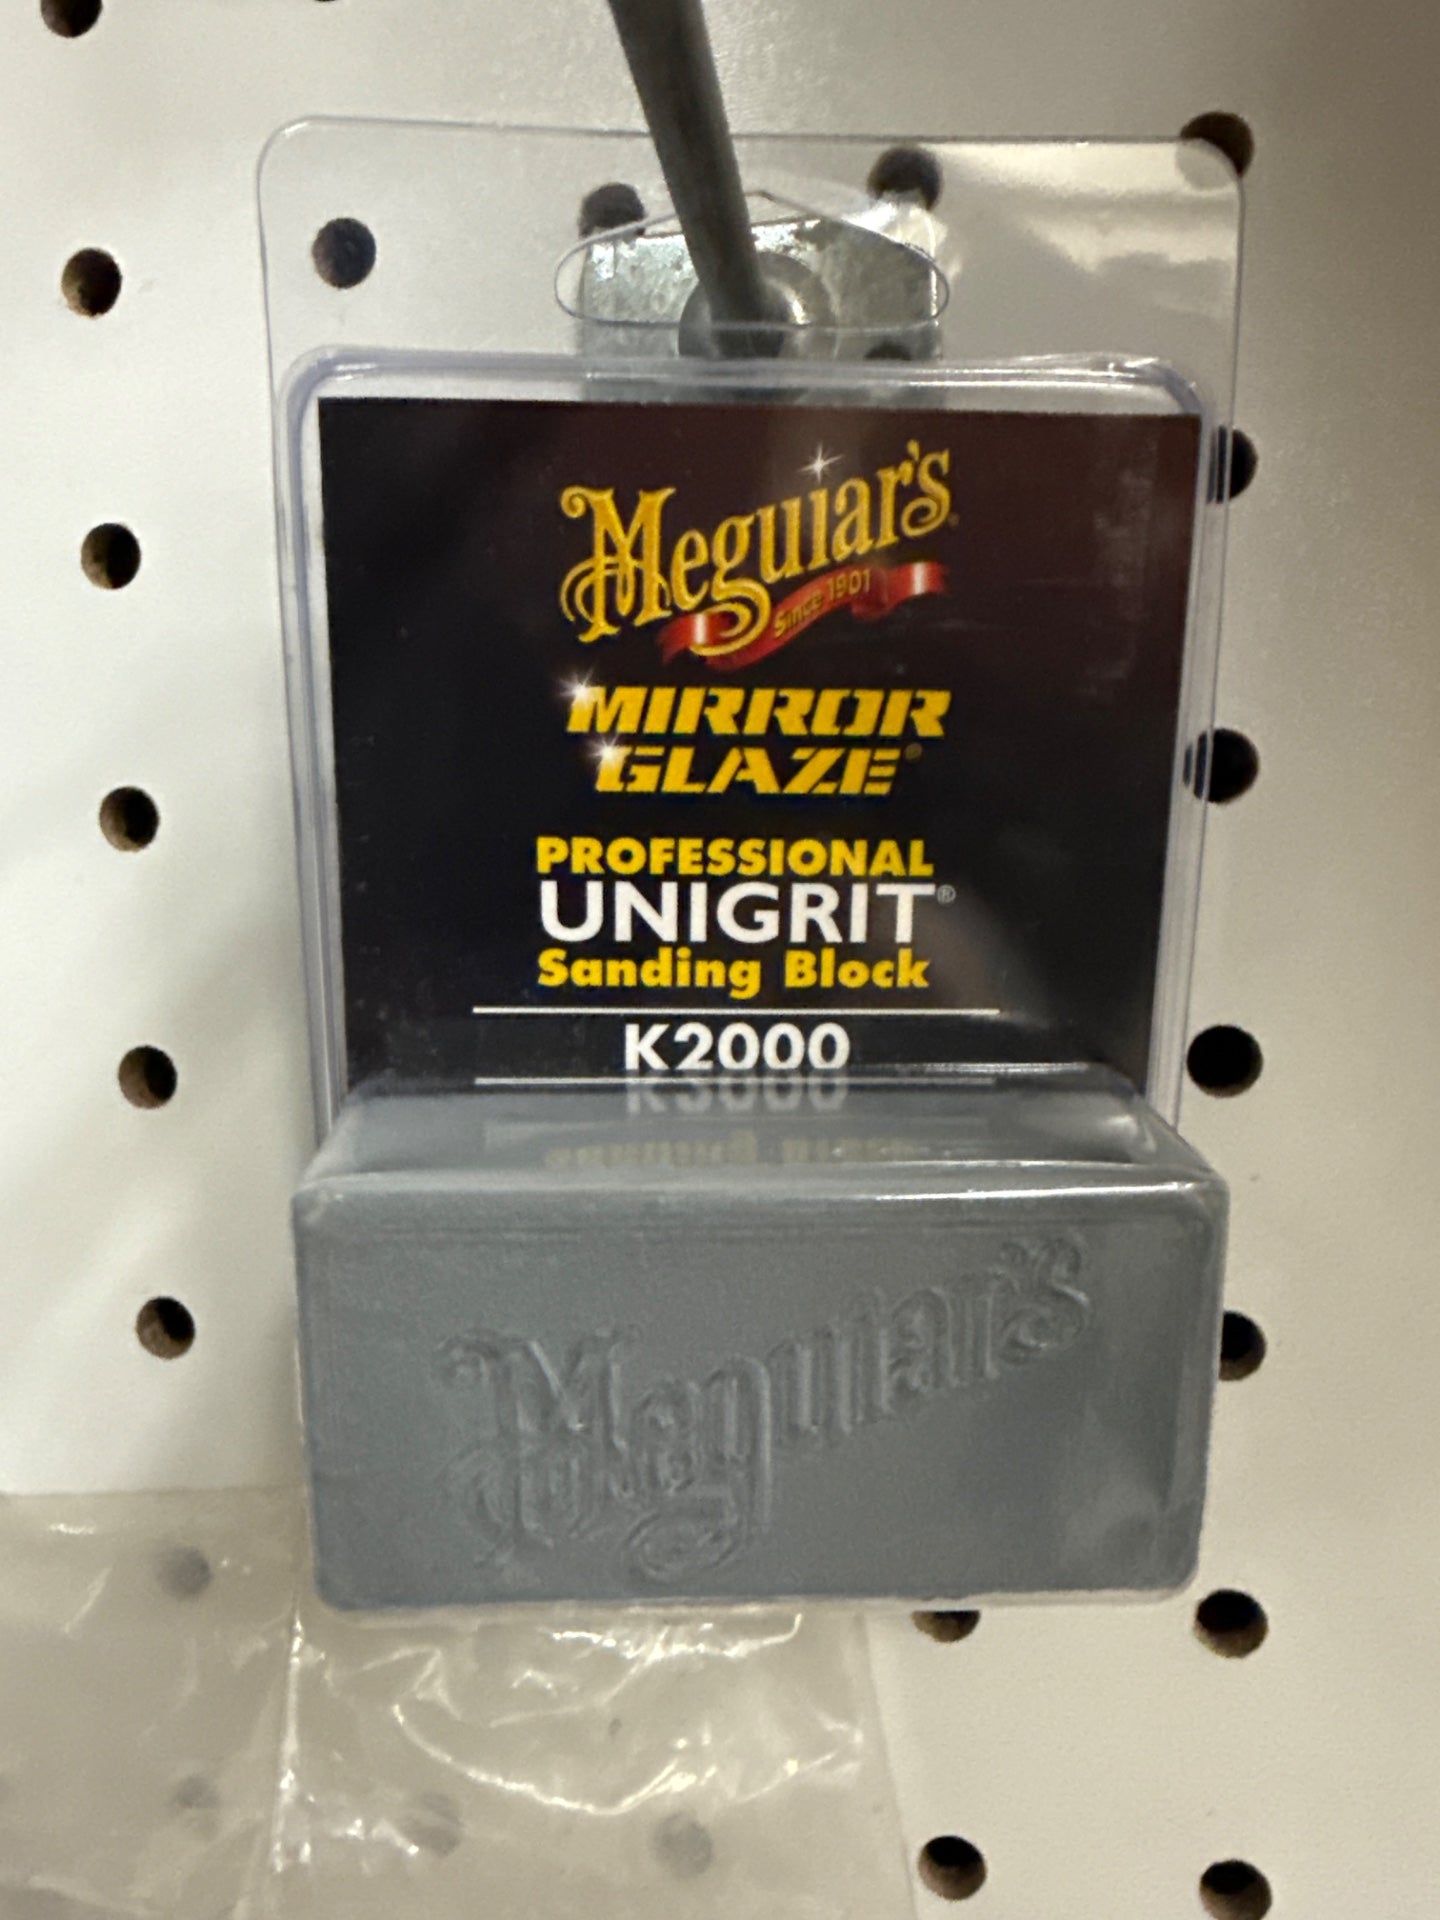 Meguiar's
Since 1901
MIRROR
GLAZE®
PROFESSIONAL
UNIGRIT®
Sanding Block
K2000
Meguiar's